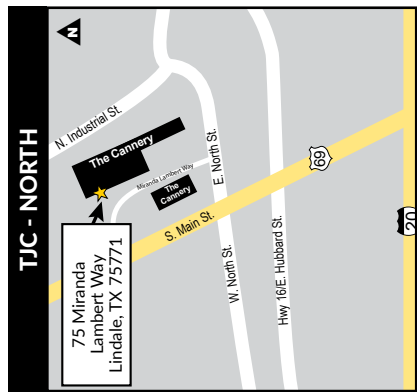 TJC - NORTH
N
N. Industrial St.
The Cannery
Miranda Lambert Way
The
Cannery
E. North St.
75 Miranda
Lambert Way
Lindale, TX 75771
S. Main St.
W. North St.
69
Hwy 16/E. Hubbard St.
20